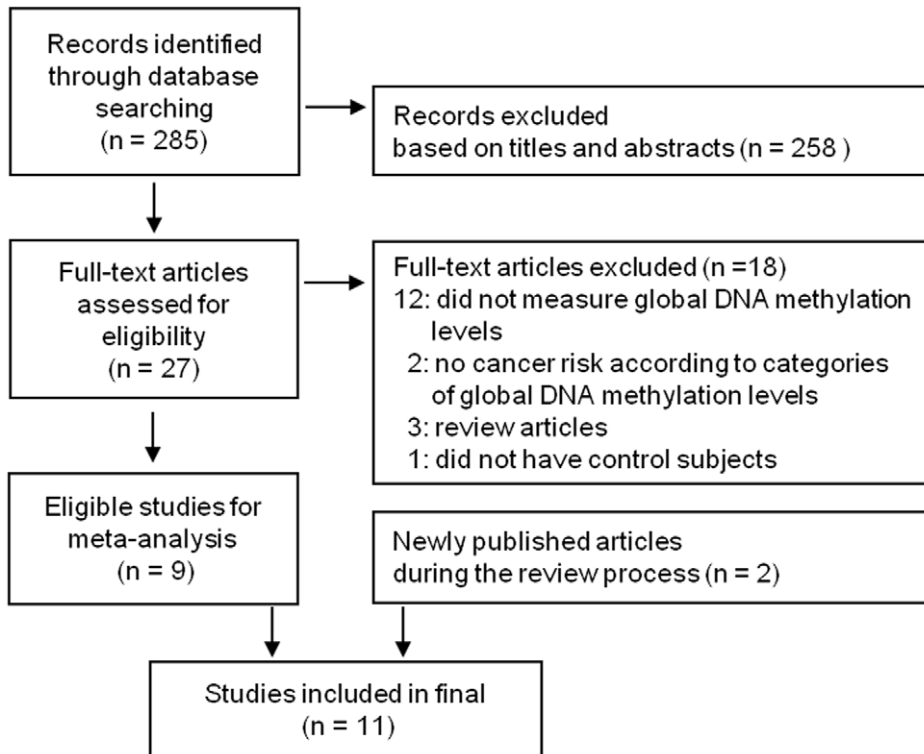 Records identified
through database
searching
(n = 285)
Records excluded
based on titles and abstracts (n = 258 )
Full-text articles
assessed for
eligibility
(n = 27)
Full-text articles excluded (n =18)
12: did not measure global DNA methylation
levels
2: no cancer risk according to categories
of global DNA methylation levels
3: review articles
1: did not have control subjects
Eligible studies for
meta-analysis
(n = 9)
Newly published articles
during the review process (n = 2)
Studies included in final
(n = 11)